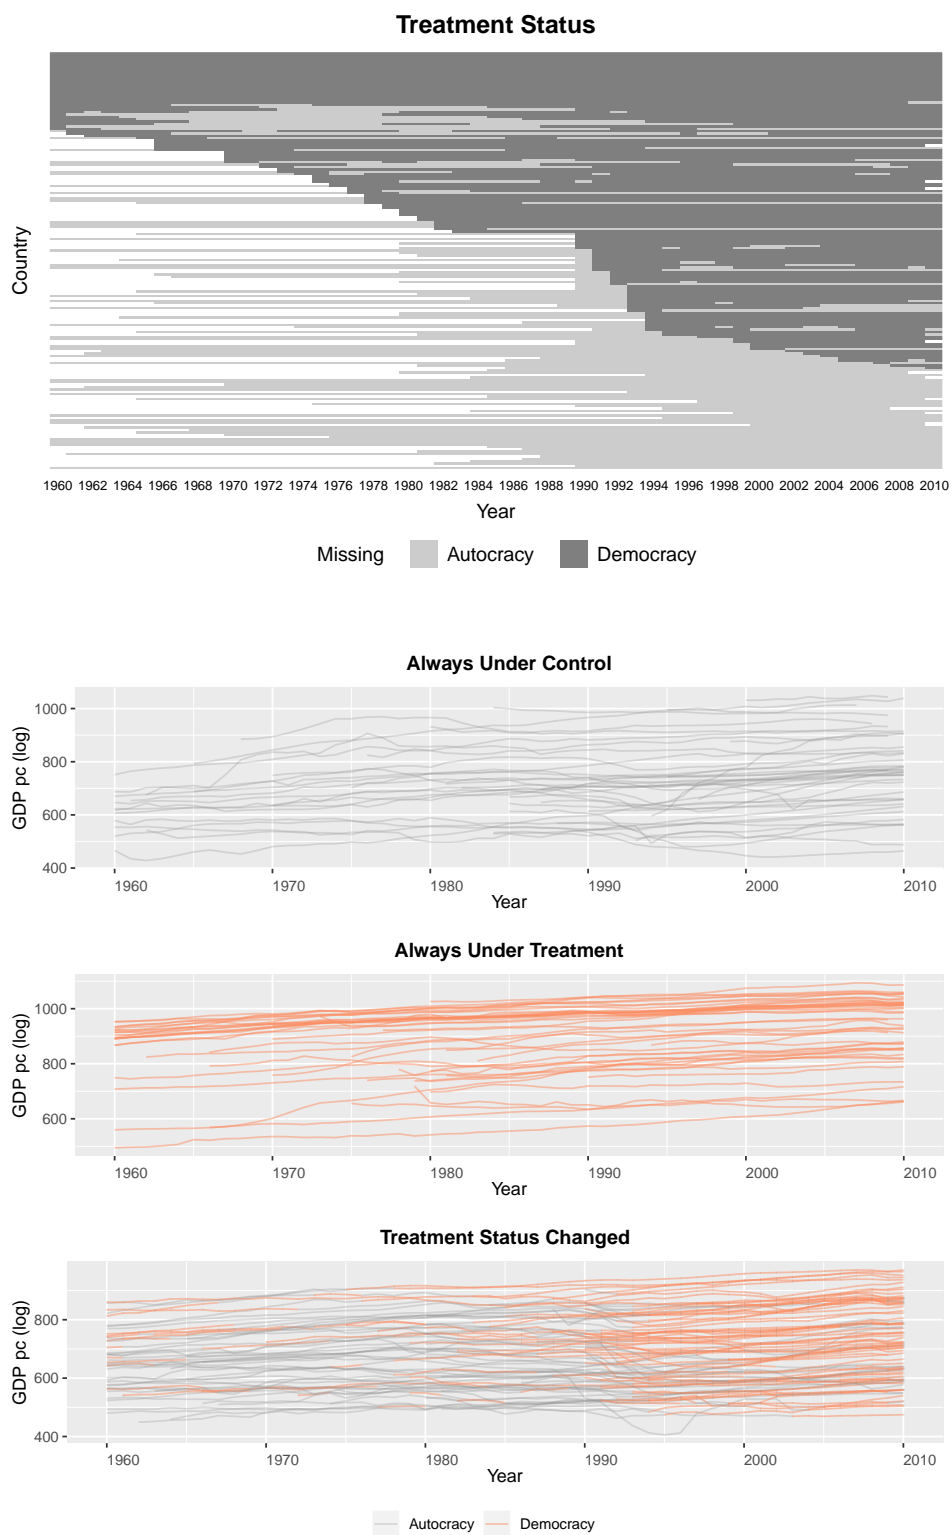 Treatment Status
Country
1960 1962 1964 1966 1968 1970 1972 1974 1976 1978 1980 1982 1984 1986 1988 1990 1992 1994 1996 1998 2000 2002 2004 2006 2008 2010
Year
Missing Autocracy Democracy
Always Under Control
GDP pc (log)
1000
800
600
400
1960 1970 1980 1990 2000 2010
Year
Always Under Treatment
GDP pc (log)
1000
800
600
1960 1970 1980 1990 2000 2010
Year
Treatment Status Changed
GDP pc (log)
800
600
400
1960 1970 1980 1990 2000 2010
Year
Autocracy Democracy